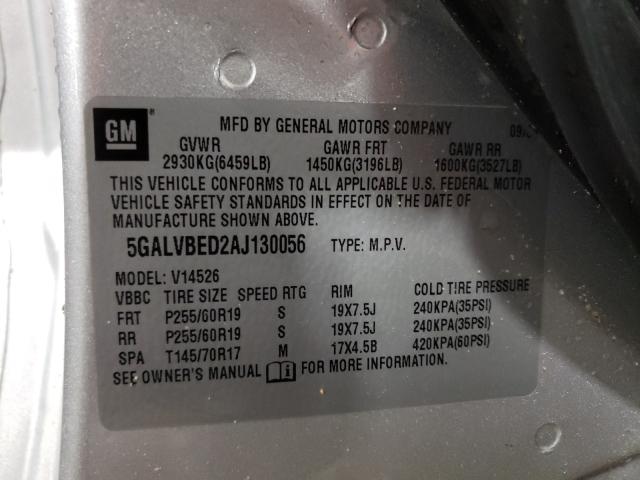 GM
MFD BY GENERAL MOTORS COMPANY
GVWR GAWR FRT GAWR RR
2930KG(6459LB) 1450KG(3196LB) 1600KG(3527LB)
THIS VEHICLE CONFORMS TO ALL APPLICABLE U.S. FEDERAL MOTOR
VEHICLE SAFETY STANDARDS IN EFFECT ON THE DATE OF
MANUFACTURE SHOWN ABOVE.
5GALVBED2AJ130056 TYPE: M.P.V.
MODEL: V14526
VBBC TIRE SIZE SPEED RTG RIM COLD TIRE PRESSURE
FRT P255/60R19 S 19X7.5J 240KPA(35PSI)
RR P255/60R19 S 19X7.5J 240KPA(35PSI)
SPA T145/70R17 M 17X4.5B 420KPA(60PSI)
SEE OWNER'S MANUAL i FOR MORE INFORMATION.